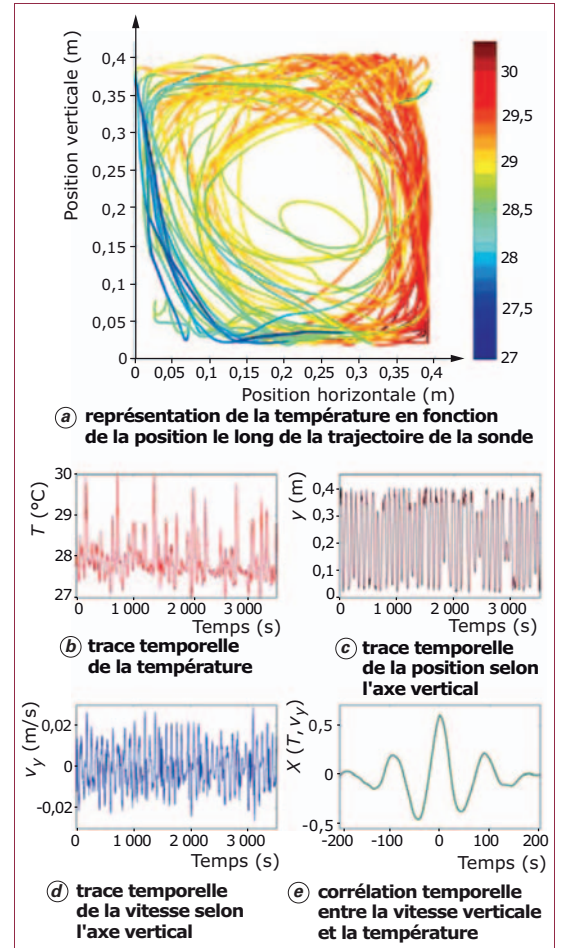 Position verticale (m)
0,4
0,35
0,3
0,25
0,2
0,15
0,1
0,05
0
0 0,05 0,1 0,15 0,2 0,25 0,3 0,35 0,4
Position horizontale (m)
30
29,5
29
28,5
28
27,5
27
a représentation de la température en fonction
de la position le long de la trajectoire de la sonde
T (°C)
30
29
28
27
0 1 000 2 000 3 000
Temps (s)
b trace temporelle
de la température
y (m)
0,4
0,3
0,2
0,1
0
0 1 000 2 000 3 000
Temps (s)
c trace temporelle
de la position selon
l'axe vertical
vy (m/s)
0,02
0
-0,02
0 1 000 2 000 3 000
Temps (s)
d trace temporelle
de la vitesse selon
l'axe vertical
X (T,vy)
0,5
0
-0,5
-200 -100 0 100 200
Temps (s)
e corrélation temporelle
entre la vitesse verticale
et la température